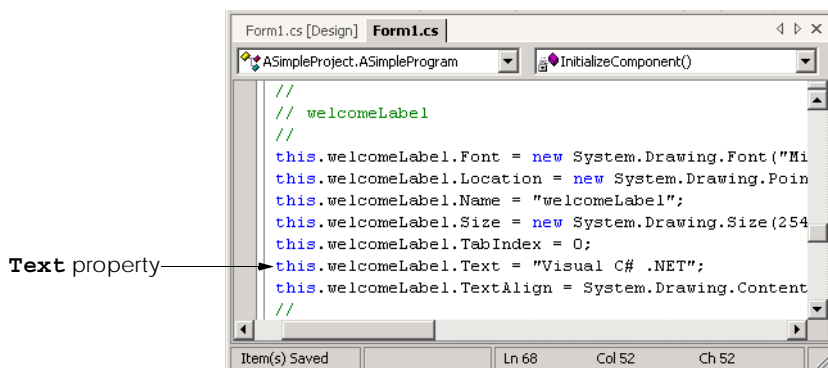 Form1.cs [Design] Form1.cs
ASimpleProject.ASimpleProgram InitializeComponent()
//
// welcomeLabel
//
this.welcomeLabel.Font = new System.Drawing.Font("Mi
this.welcomeLabel.Location = new System.Drawing.Poin
this.welcomeLabel.Name = "welcomeLabel";
this.welcomeLabel.Size = new System.Drawing.Size(254
this.welcomeLabel.TabIndex = 0;
Text property
this.welcomeLabel.Text = "Visual C# .NET";
this.welcomeLabel.TextAlign = System.Drawing.Content
//
Item(s) Saved Ln 68 Col 52 Ch 52